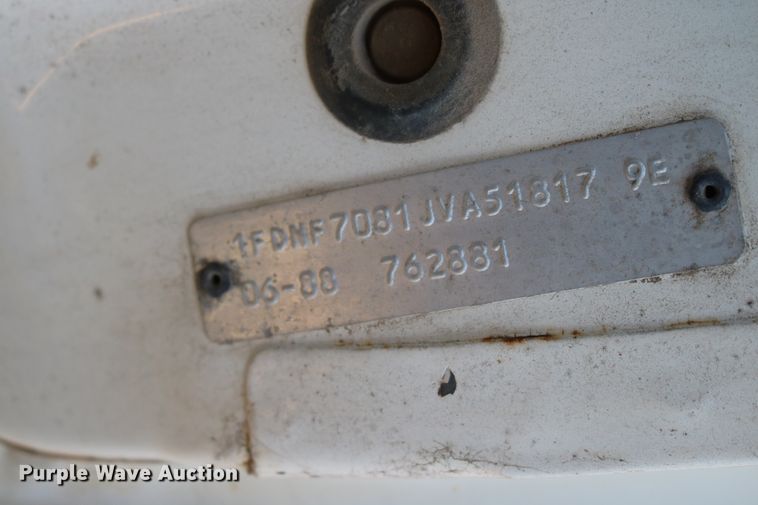 1FDNF7081JVA51817 9E
06-88 762881
Purple Wave Auction